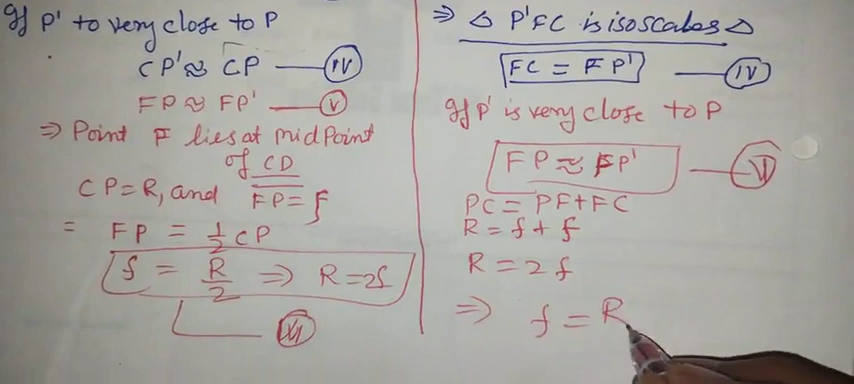 If P' to very close to P
CP' ≈ CP — (IV)
FP ≈ FP' — (V)
⇒ Point F lies at midPoint
of CD
CP = R, and FP = f
= FP = 1/2 CP
f = R/2 ⇒ R = 2f
(VI)
⇒ △ P'FC is isoscales △
FC = FP' — (IV)
If P' is very close to P
FP ≈ FP' — (V)
PC = PF + FC
R = f + f
R = 2f
⇒ f = R